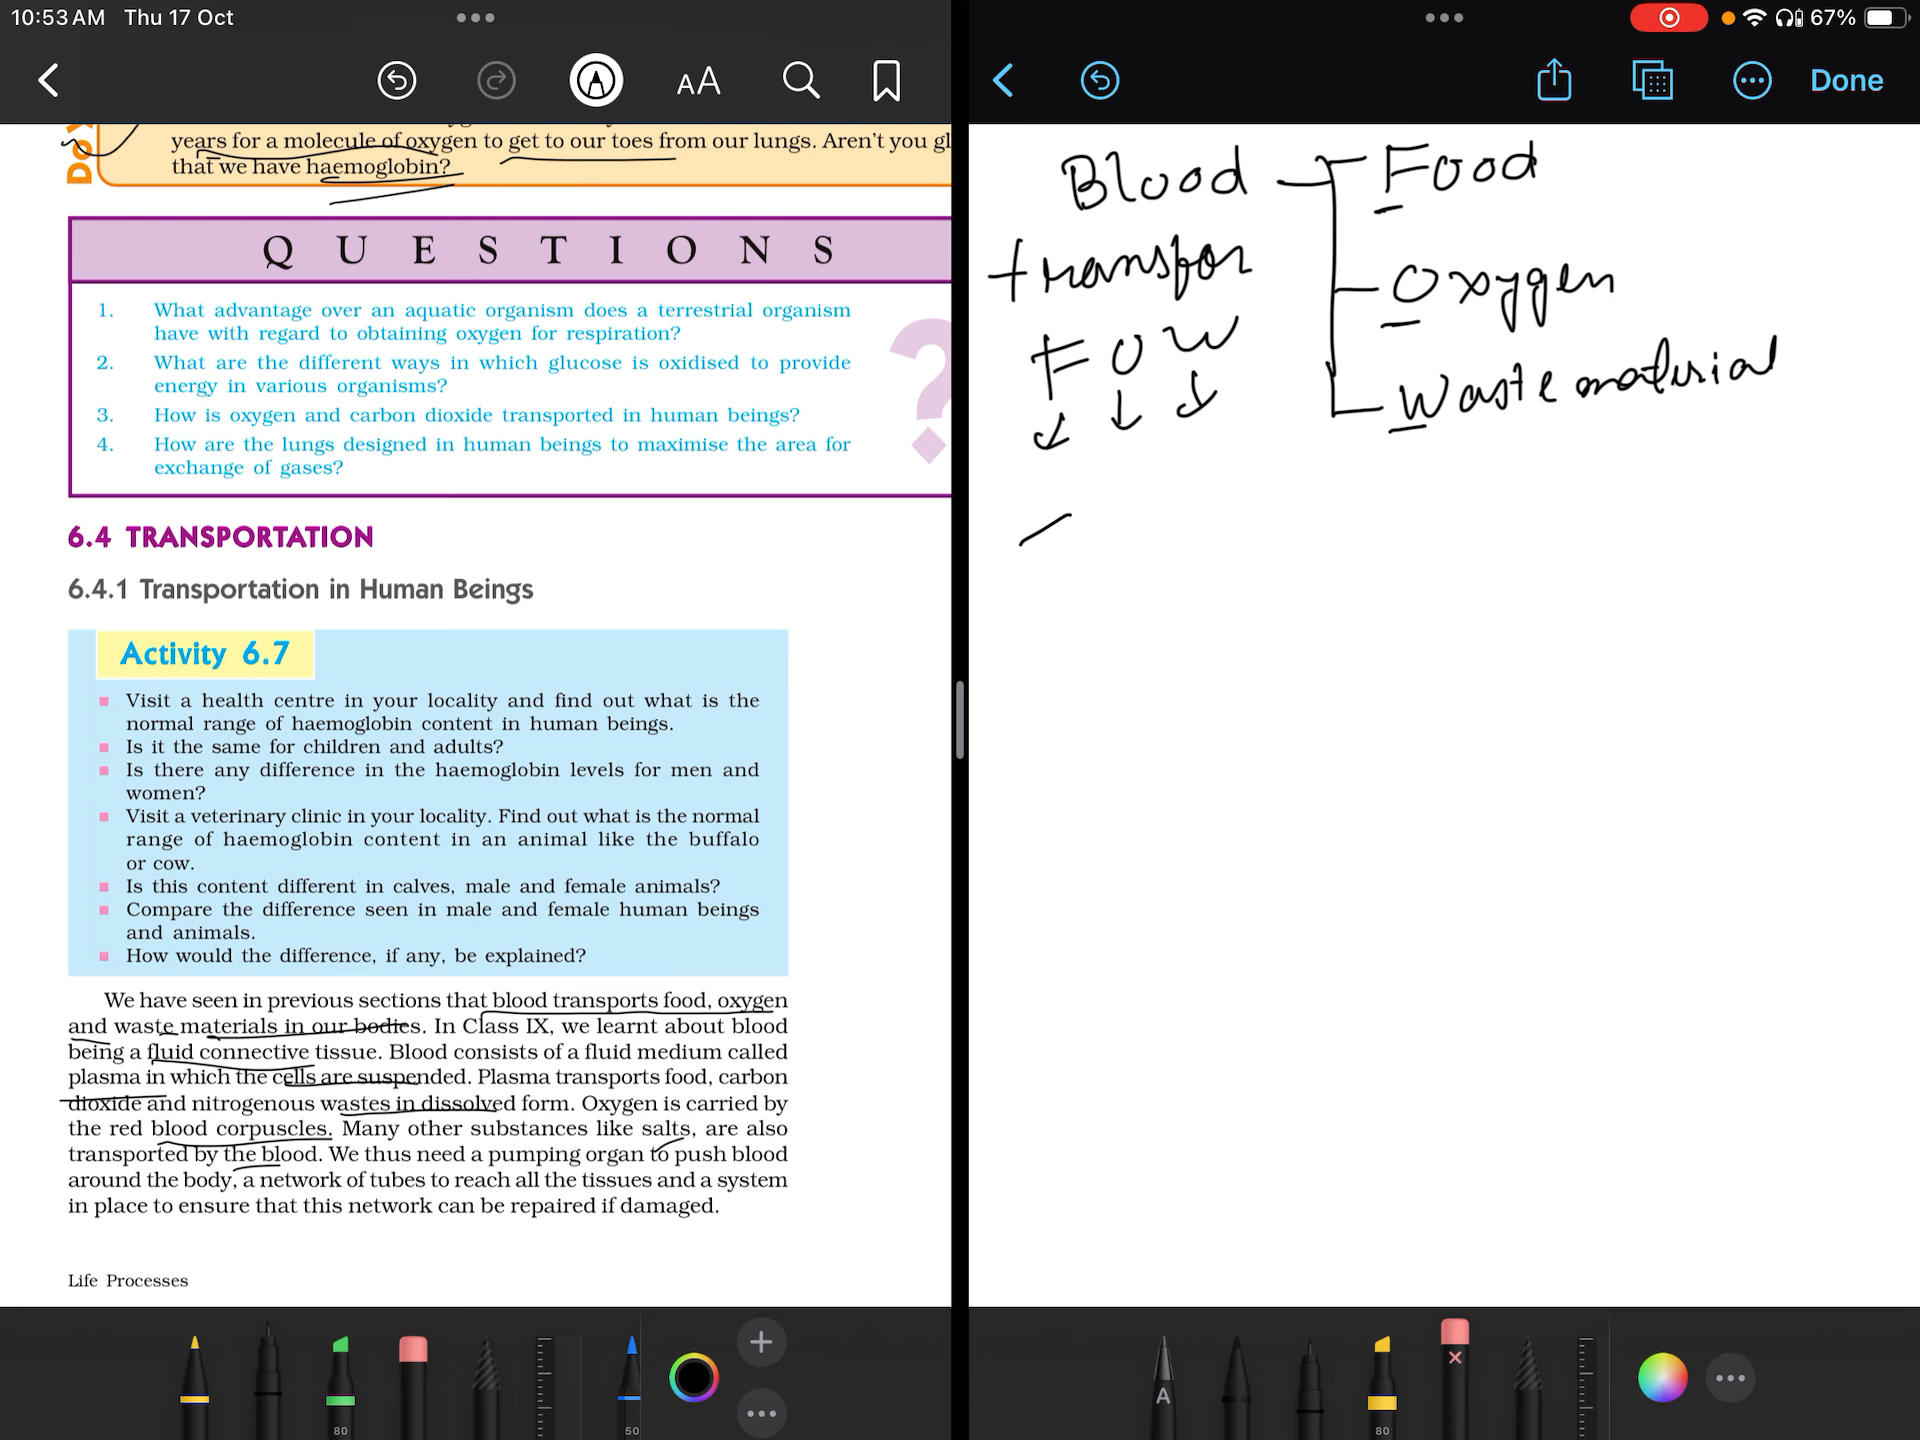 10:53 AM Thu 17 Oct
67%
AA
Done
years for a molecule of oxygen to get to our toes from our lungs. Aren't you gl
that we have haemoglobin?
Do Y
QUESTIONS
1. What advantage over an aquatic organism does a terrestrial organism
have with regard to obtaining oxygen for respiration?
2. What are the different ways in which glucose is oxidised to provide
energy in various organisms?
3. How is oxygen and carbon dioxide transported in human beings?
4. How are the lungs designed in human beings to maximise the area for
exchange of gases?
?
6.4 TRANSPORTATION
6.4.1 Transportation in Human Beings
Activity 6.7
Visit a health centre in your locality and find out what is the
normal range of haemoglobin content in human beings.
Is it the same for children and adults?
Is there any difference in the haemoglobin levels for men and
women?
Visit a veterinary clinic in your locality. Find out what is the normal
range of haemoglobin content in an animal like the buffalo
or cow.
Is this content different in calves, male and female animals?
Compare the difference seen in male and female human beings
and animals.
How would the difference, if any, be explained?
We have seen in previous sections that blood transports food, oxygen
and waste materials in our bodies. In Class IX, we learnt about blood
being a fluid connective tissue. Blood consists of a fluid medium called
plasma in which the cells are suspended. Plasma transports food, carbon
dioxide and nitrogenous wastes in dissolved form. Oxygen is carried by
the red blood corpuscles. Many other substances like salts, are also
transported by the blood. We thus need a pumping organ to push blood
around the body, a network of tubes to reach all the tissues and a system
in place to ensure that this network can be repaired if damaged.
Life Processes
80
50
Blood Food
transfor Oxygen
FOW
Waste material
A
80